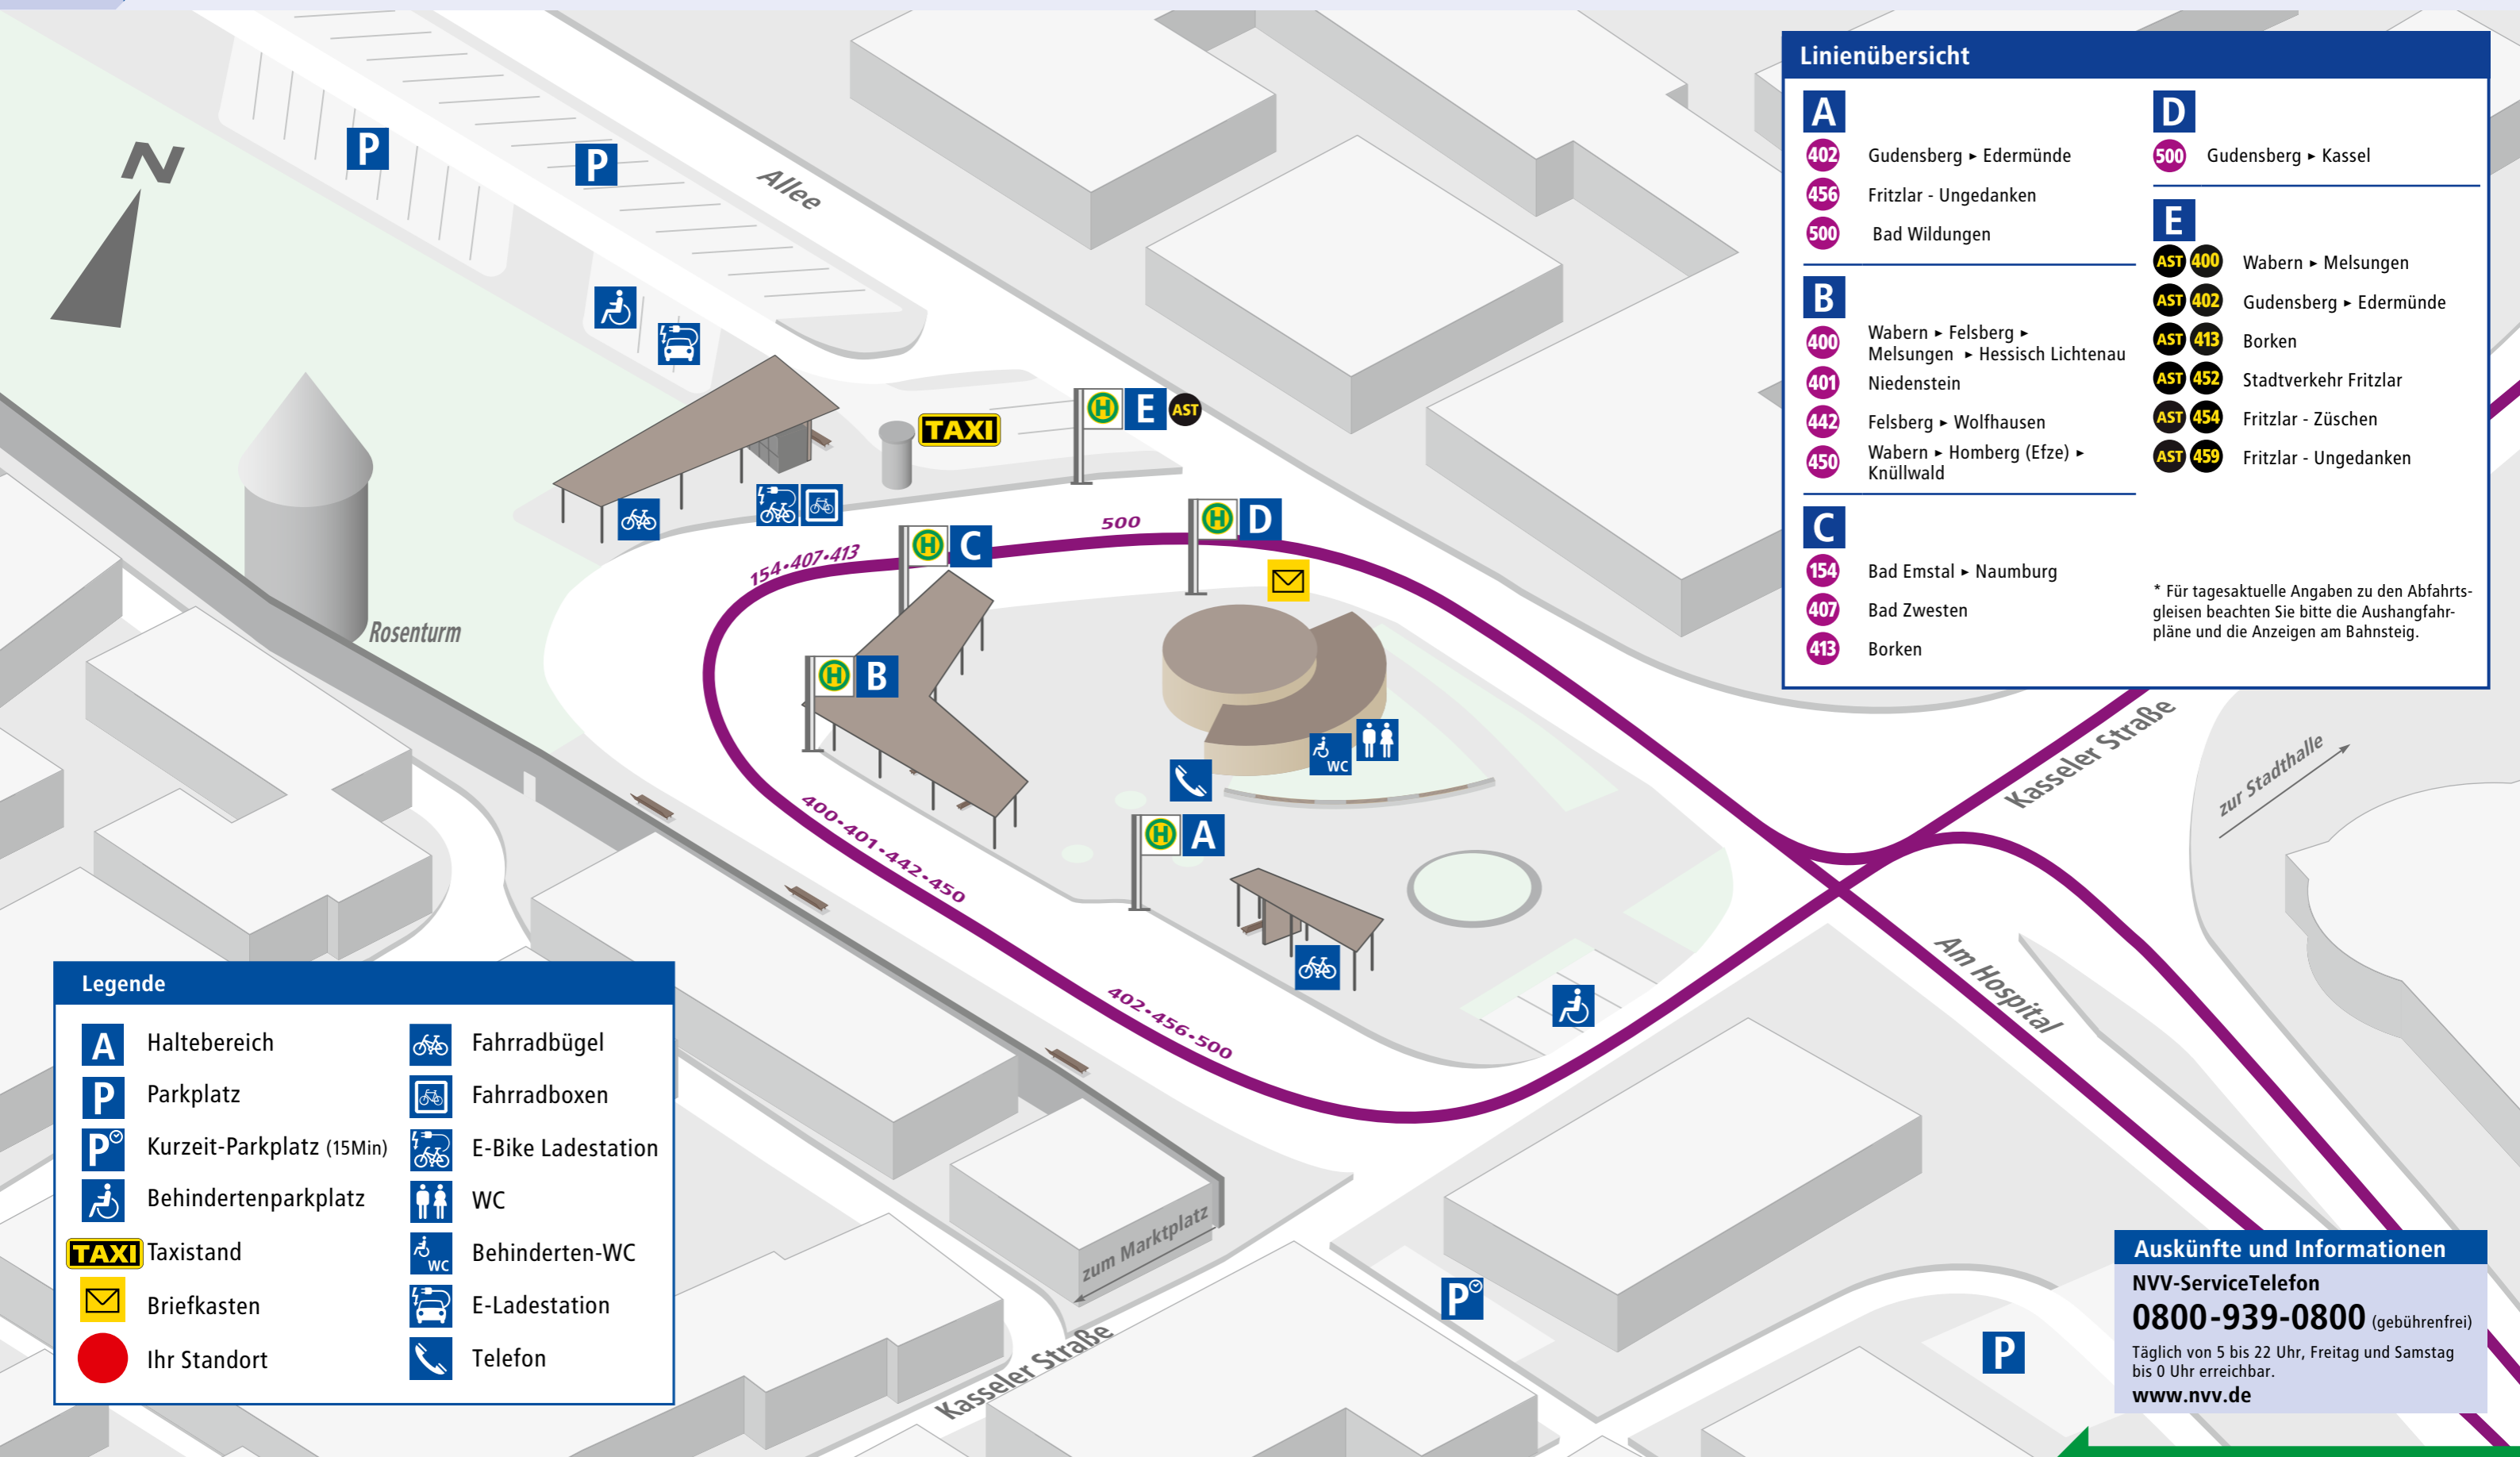 N
P
P
Allee
TAXI
H E AST
500
H D
154•407•413
H C
Rosenturm
H B
WC
H A
400•401•442•450
402•456•500
Kasseler Straße
zur Stadthalle
Am Hospital
zum Marktplatz
Kasseler Straße
P
P
Linienübersicht
A
402 Gudensberg ▸ Edermünde
456 Fritzlar - Ungedanken
500 Bad Wildungen
B
400 Wabern ▸ Felsberg ▸
Melsungen ▸ Hessisch Lichtenau
401 Niedenstein
442 Felsberg ▸ Wolfhausen
450 Wabern ▸ Homberg (Efze) ▸
Knüllwald
C
154 Bad Emstal ▸ Naumburg
407 Bad Zwesten
413 Borken
D
500 Gudensberg ▸ Kassel
E
AST 400 Wabern ▸ Melsungen
AST 402 Gudensberg ▸ Edermünde
AST 413 Borken
AST 452 Stadtverkehr Fritzlar
AST 454 Fritzlar - Züschen
AST 459 Fritzlar - Ungedanken
* Für tagesaktuelle Angaben zu den Abfahrts-
gleisen beachten Sie bitte die Aushangfahr-
pläne und die Anzeigen am Bahnsteig.
Legende
A Haltebereich
P Parkplatz
P Kurzeit-Parkplatz (15Min)
Behindertenparkplatz
TAXI Taxistand
Briefkasten
Ihr Standort
Fahrradbügel
Fahrradboxen
E-Bike Ladestation
WC
WC Behinderten-WC
E-Ladestation
Telefon
Auskünfte und Informationen
NVV-ServiceTelefon
0800-939-0800 (gebührenfrei)
Täglich von 5 bis 22 Uhr, Freitag und Samstag
bis 0 Uhr erreichbar.
www.nvv.de